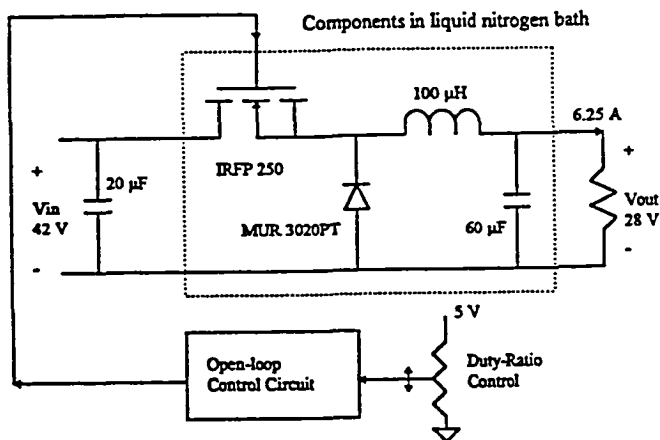 Components in liquid nitrogen bath
100 µH
6.25 A
IRFP 250
+
20 µF
Vin
42 V
-
MUR 3020PT
60 µF
+
Vout
28 V
-
5 V
Open-loop
Control Circuit
Duty-Ratio
Control